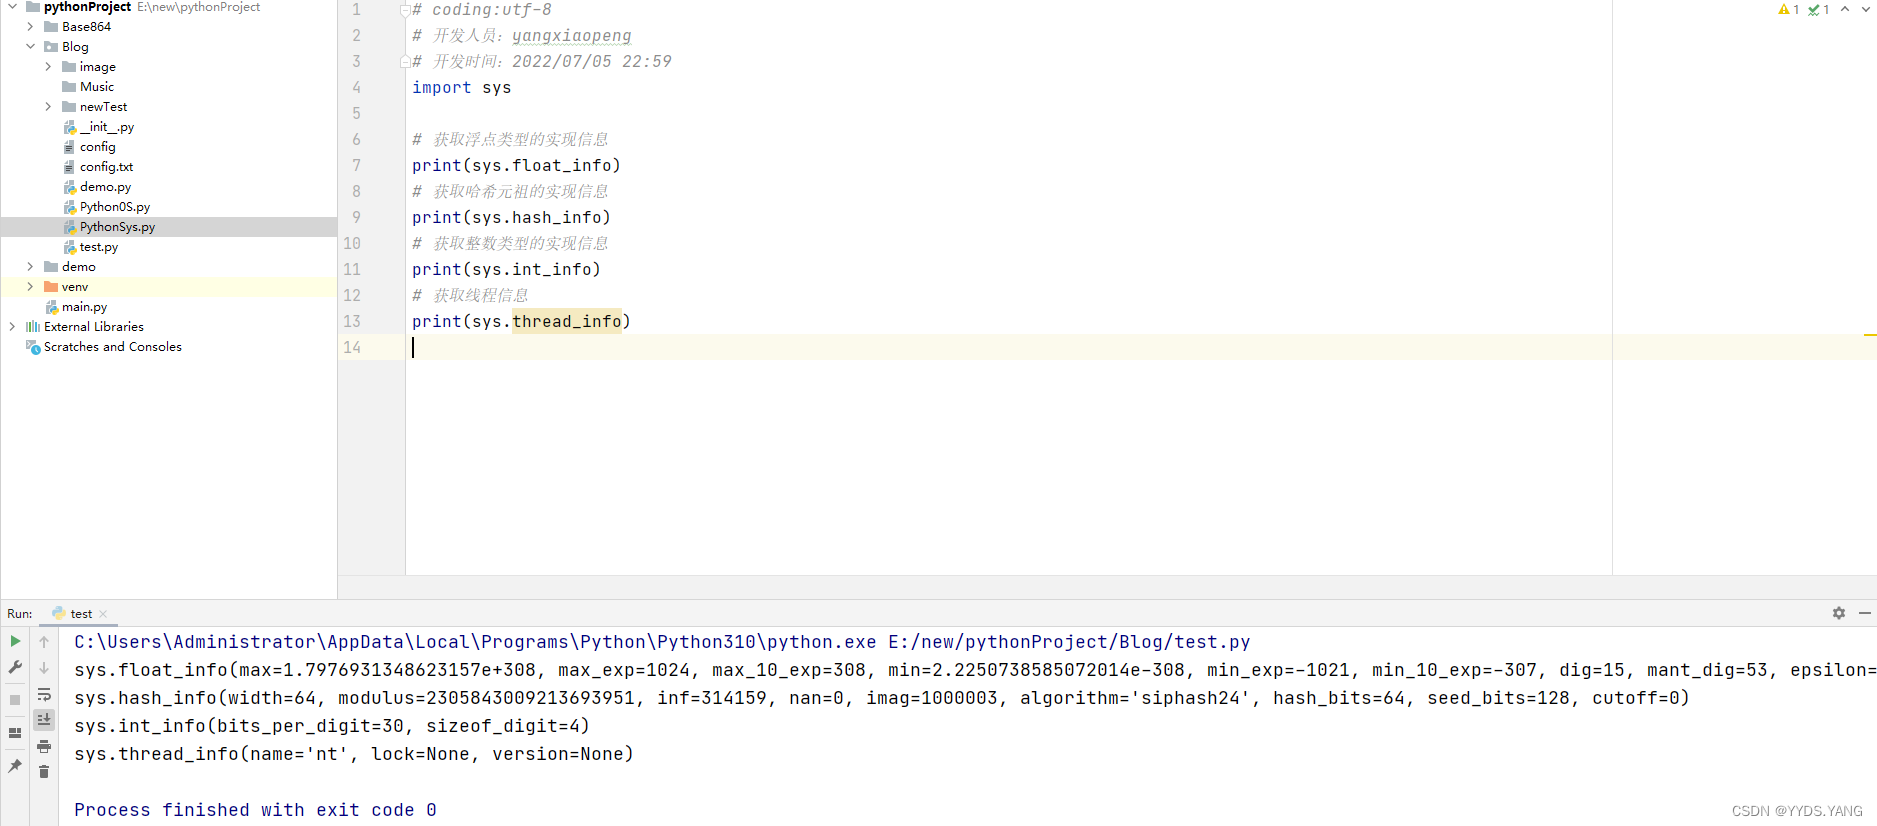 pythonProject E:\new\pythonProject
Base864
Blog
image
Music
newTest
__init__.py
config
config.txt
demo.py
Python0S.py
PythonSys.py
test.py
demo
venv
main.py
External Libraries
Scratches and Consoles
1 # coding:utf-8
2 # 开发人员：yangxiaopeng
3 # 开发时间：2022/07/05 22:59
4 import sys
5
6 # 获取浮点类型的实现信息
7 print(sys.float_info)
8 # 获取哈希元祖的实现信息
9 print(sys.hash_info)
10 # 获取整数类型的实现信息
11 print(sys.int_info)
12 # 获取线程信息
13 print(sys.thread_info)
14
1 1
Run: test
C:\Users\Administrator\AppData\Local\Programs\Python\Python310\python.exe E:/new/pythonProject/Blog/test.py
sys.float_info(max=1.7976931348623157e+308, max_exp=1024, max_10_exp=308, min=2.2250738585072014e-308, min_exp=-1021, min_10_exp=-307, dig=15, mant_dig=53, epsilon=
sys.hash_info(width=64, modulus=2305843009213693951, inf=314159, nan=0, imag=1000003, algorithm='siphash24', hash_bits=64, seed_bits=128, cutoff=0)
sys.int_info(bits_per_digit=30, sizeof_digit=4)
sys.thread_info(name='nt', lock=None, version=None)
Process finished with exit code 0
CSDN @YYDS.YANG